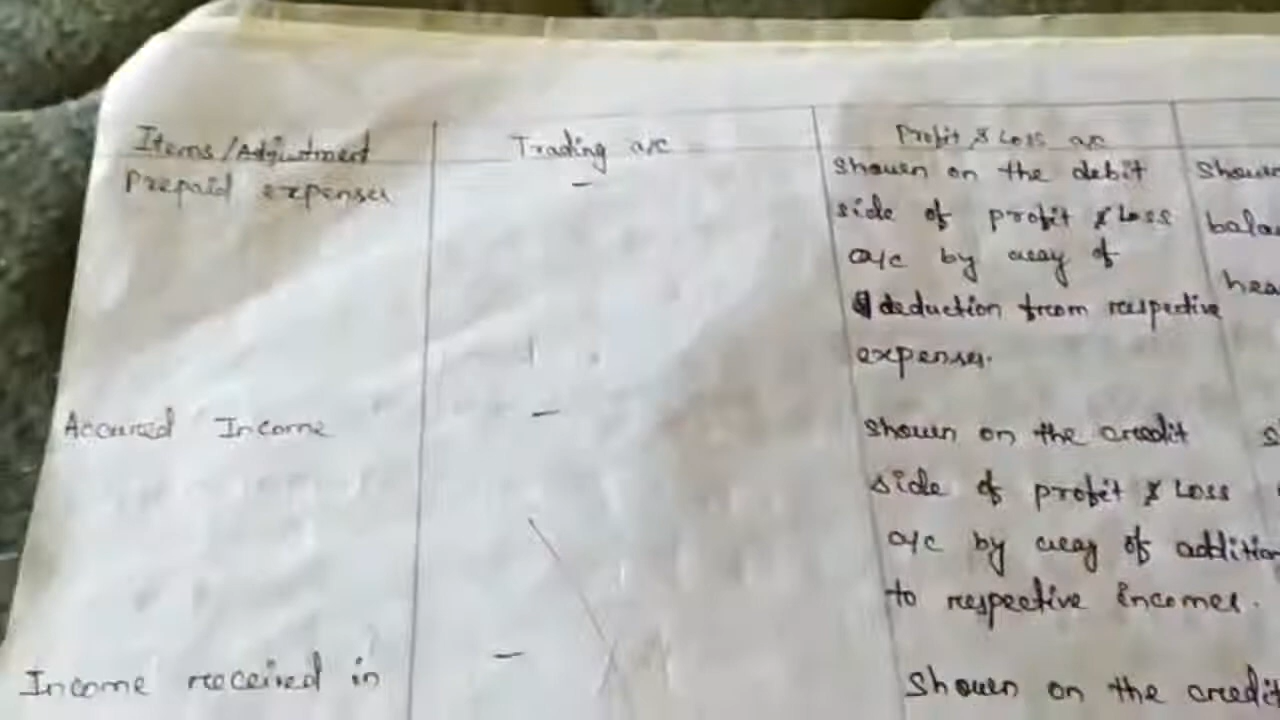 Items/Adjustment Trading a/c Profit & Loss a/c
Prepaid expenses - shown on the debit
side of profit & Loss
a/c by way of
deduction from respective
expenses.
Accured Income - shown on the credit
side of profit & Loss
a/c by way of addition
to respective incomes.
Income received in - shown on the credit